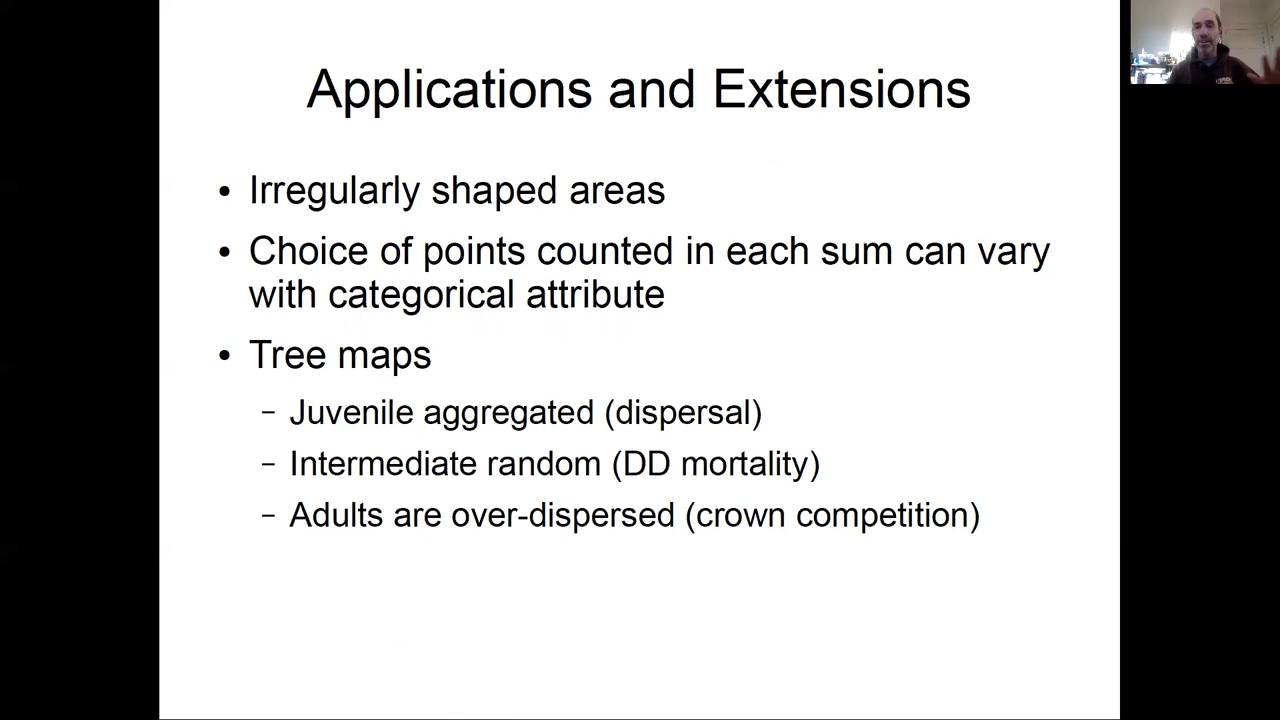 Applications and Extensions
• Irregularly shaped areas
• Choice of points counted in each sum can vary
with categorical attribute
• Tree maps
– Juvenile aggregated (dispersal)
– Intermediate random (DD mortality)
– Adults are over-dispersed (crown competition)